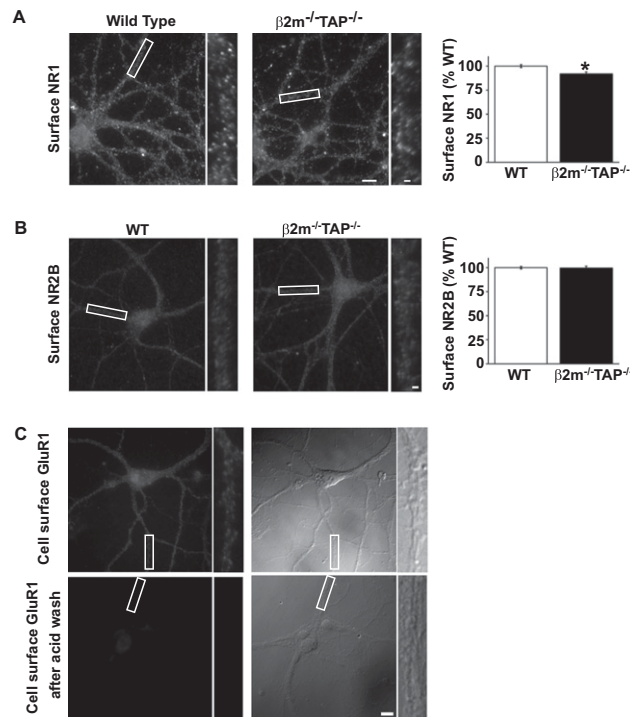 A
Wild Type
β2m-/-TAP-/-
Surface NR1
Surface NR1 (% WT)
100
75
50
25
0
*
WT
β2m-/-TAP-/-
B
WT
β2m-/-TAP-/-
Surface NR2B
Surface NR2B (% WT)
100
75
50
25
0
WT
β2m-/-TAP-/-
C
Cell surface GluR1
Cell surface GluR1
after acid wash